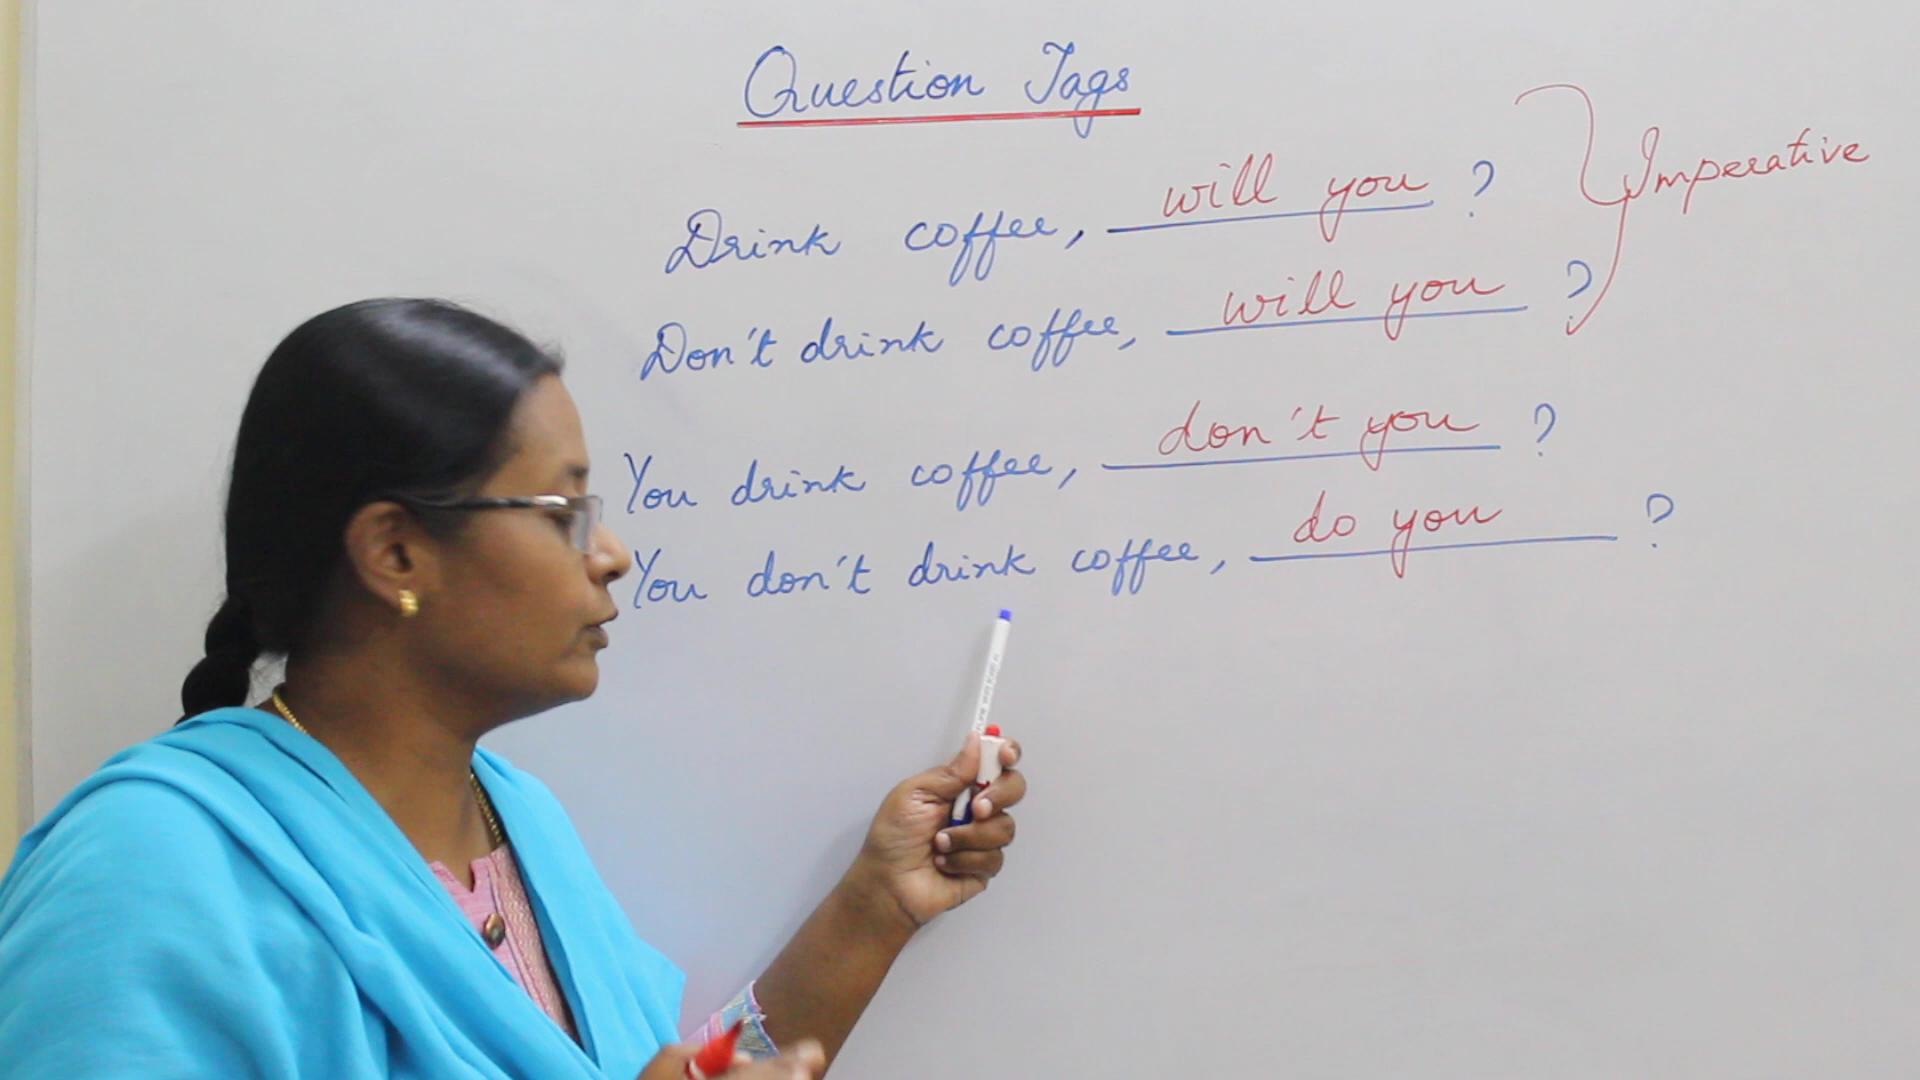 Question Tags
Drink coffee, will you ?
Imperative
Don't drink coffee, will you ?
You drink coffee, don't you ?
You don't drink coffee, do you ?